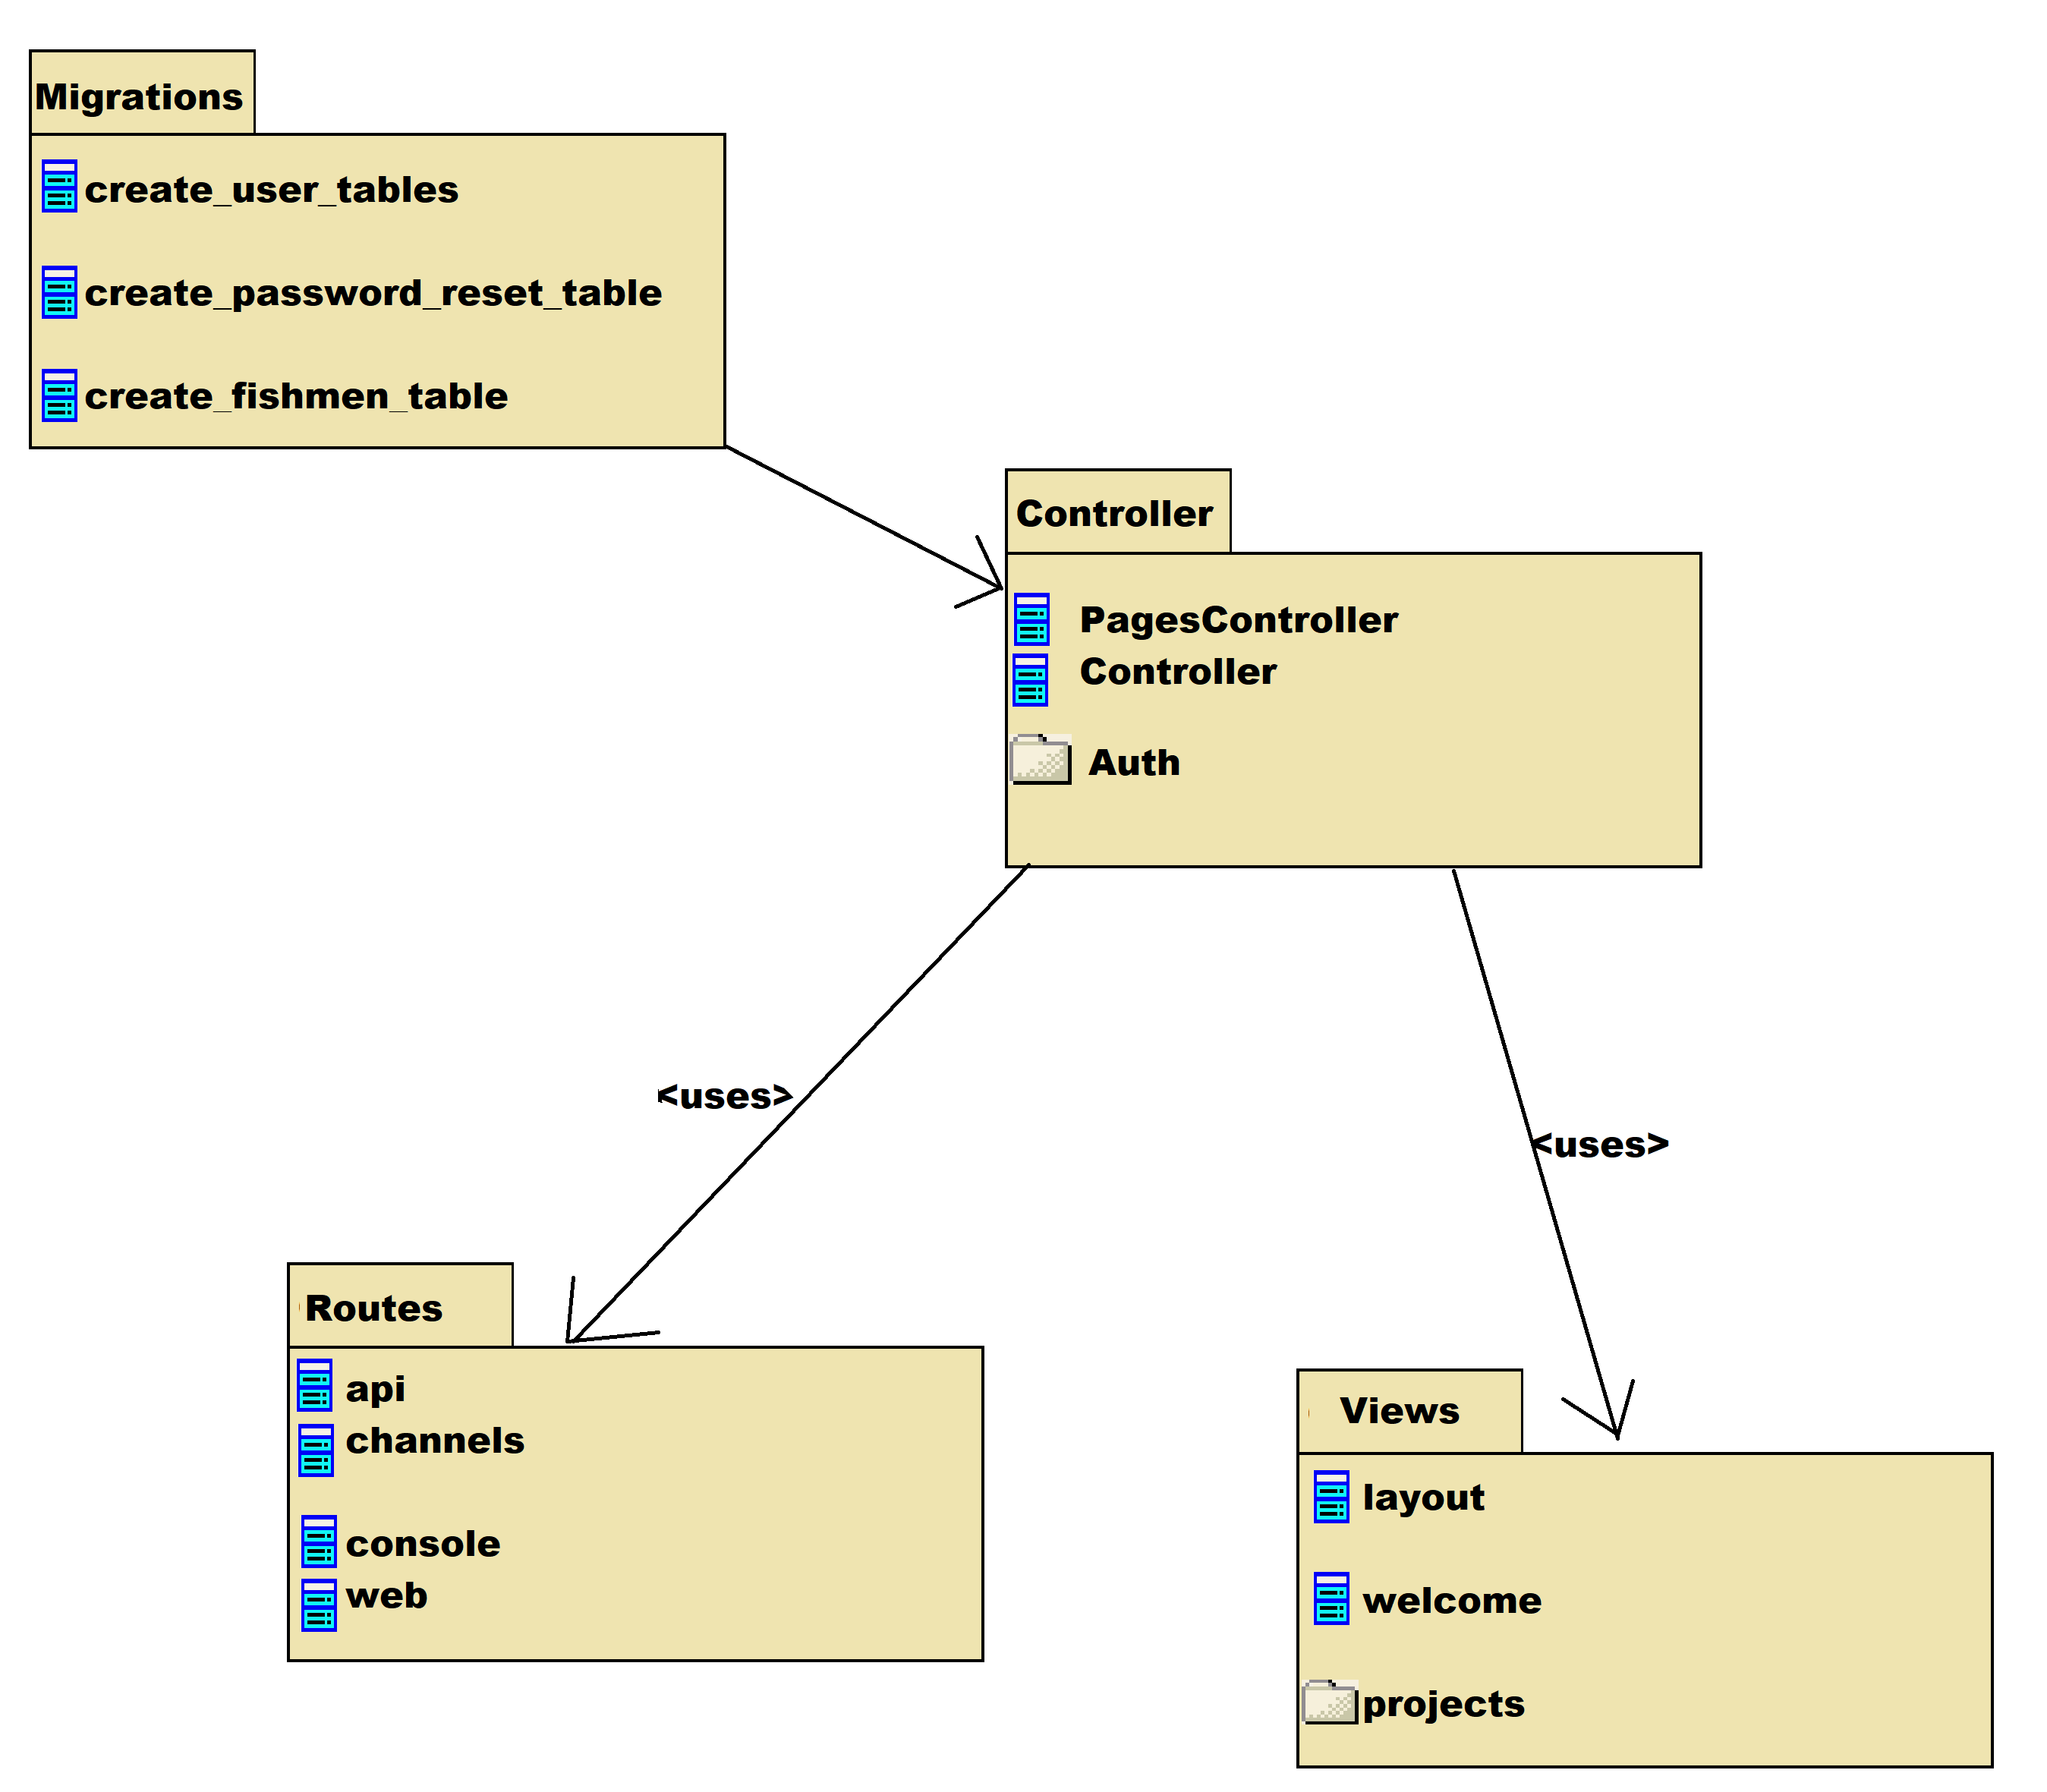 Migrations
create_user_tables
create_password_reset_table
create_fishmen_table
Controller
PagesController
Controller
Auth
<uses>
<uses>
Routes
api
channels
console
web
Views
layout
welcome
projects